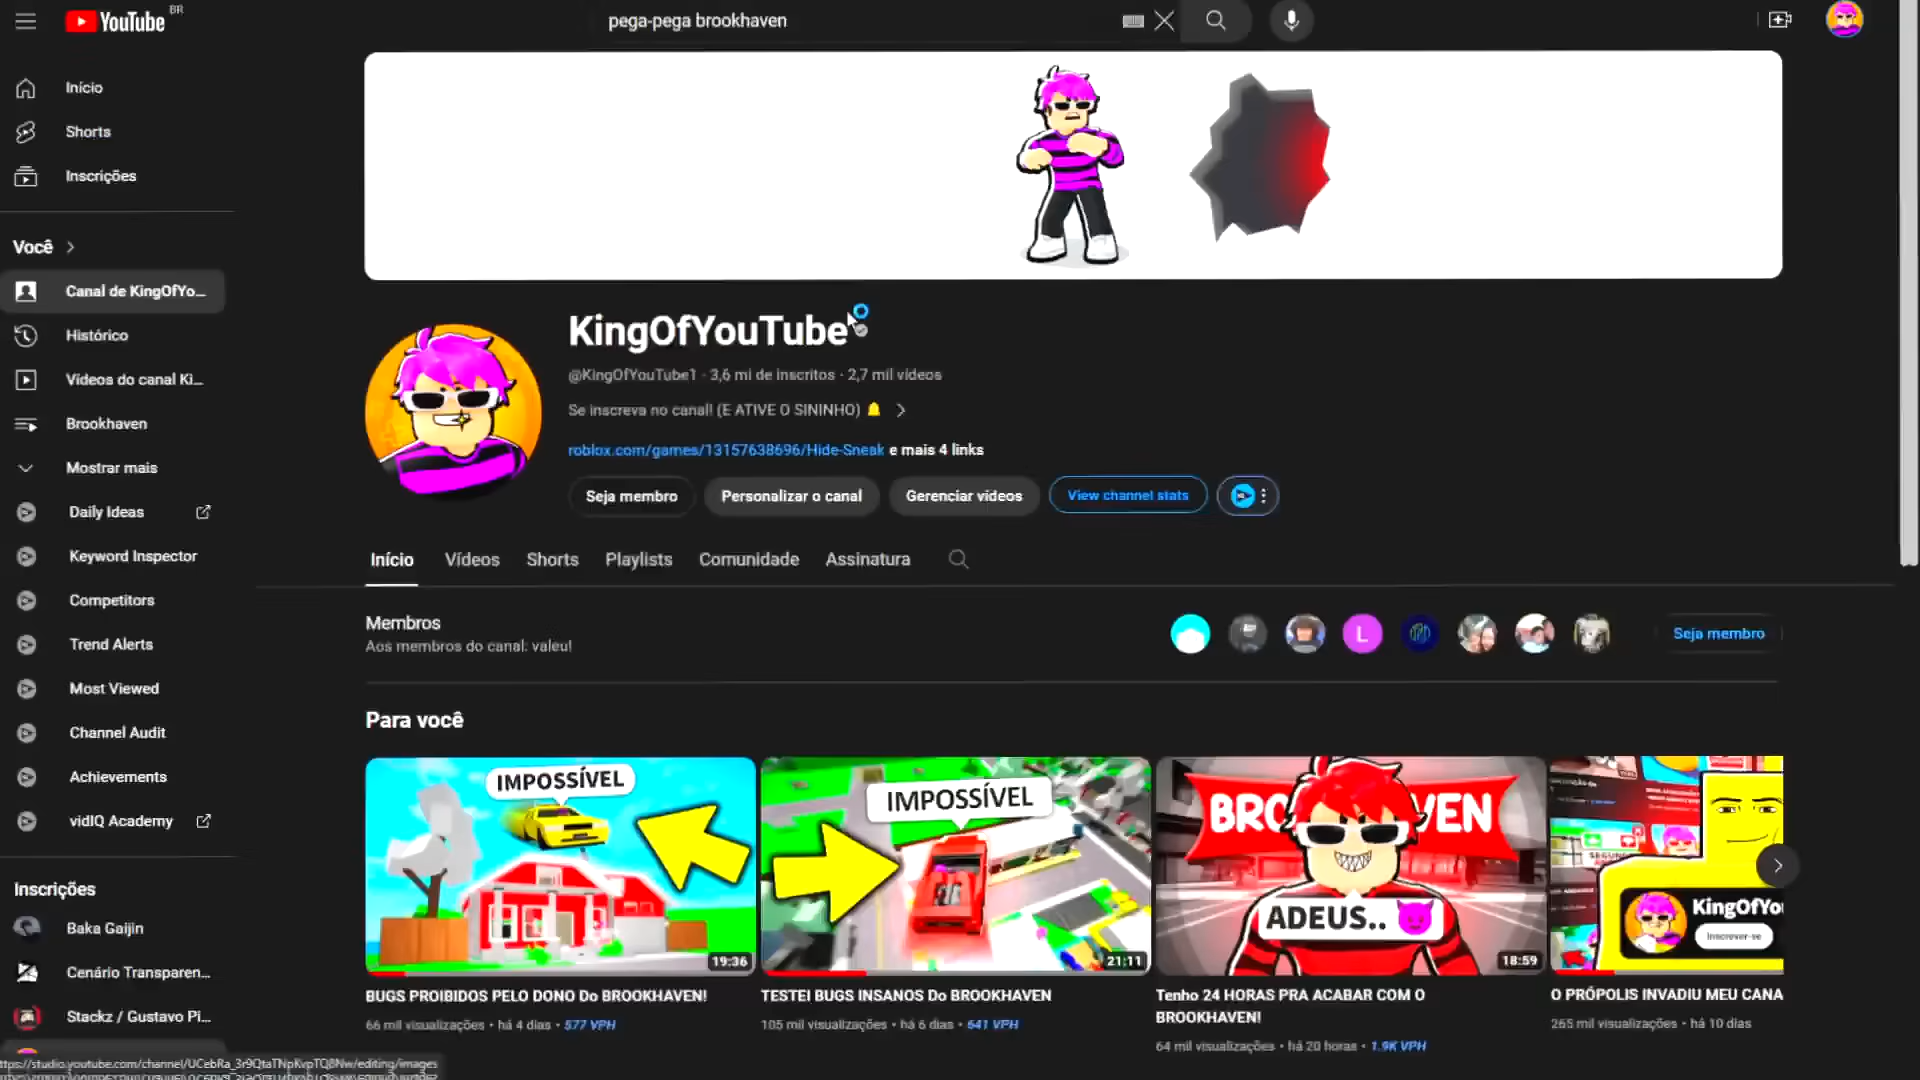 YouTube BR
pega-pega brookhaven
Início
Shorts
Inscrições
Você
Canal de KingOfYo...
Histórico
Vídeos do canal Ki...
Brookhaven
Mostrar mais
Daily Ideas
Keyword Inspector
Competitors
Trend Alerts
Most Viewed
Channel Audit
Achievements
vidIQ Academy
Inscrições
Baka Gaijin
Cenário Transparen...
Stackz / Gustavo Pi...
KingOfYouTube
@KingOfYouTube1 · 3,6 mi de inscritos · 2,7 mil vídeos
Se inscreva no canal! (E ATIVE O SININHO) 🔔
roblox.com/games/13157638696/Hide-Sneak e mais 4 links
Seja membro
Personalizar o canal
Gerenciar vídeos
View channel stats
Início
Vídeos
Shorts
Playlists
Comunidade
Assinatura
Membros
Aos membros do canal: valeu!
L
Seja membro
Para você
IMPOSSÍVEL
19:36
BUGS PROIBIDOS PELO DONO Do BROOKHAVEN!
66 mil visualizações • há 4 dias • 577 VPH
IMPOSSÍVEL
21:11
TESTEI BUGS INSANOS Do BROOKHAVEN
105 mil visualizações • há 6 dias • 641 VPH
BRO VEN
ADEUS.. 😈
18:59
Tenho 24 HORAS PRA ACABAR COM O
BROOKHAVEN!
64 mil visualizações • há 20 horas • 1.9K VPH
KingOfYou
Inscrever-se
O PRÓPOLIS INVADIU MEU CANA
265 mil visualizações • há 10 dias